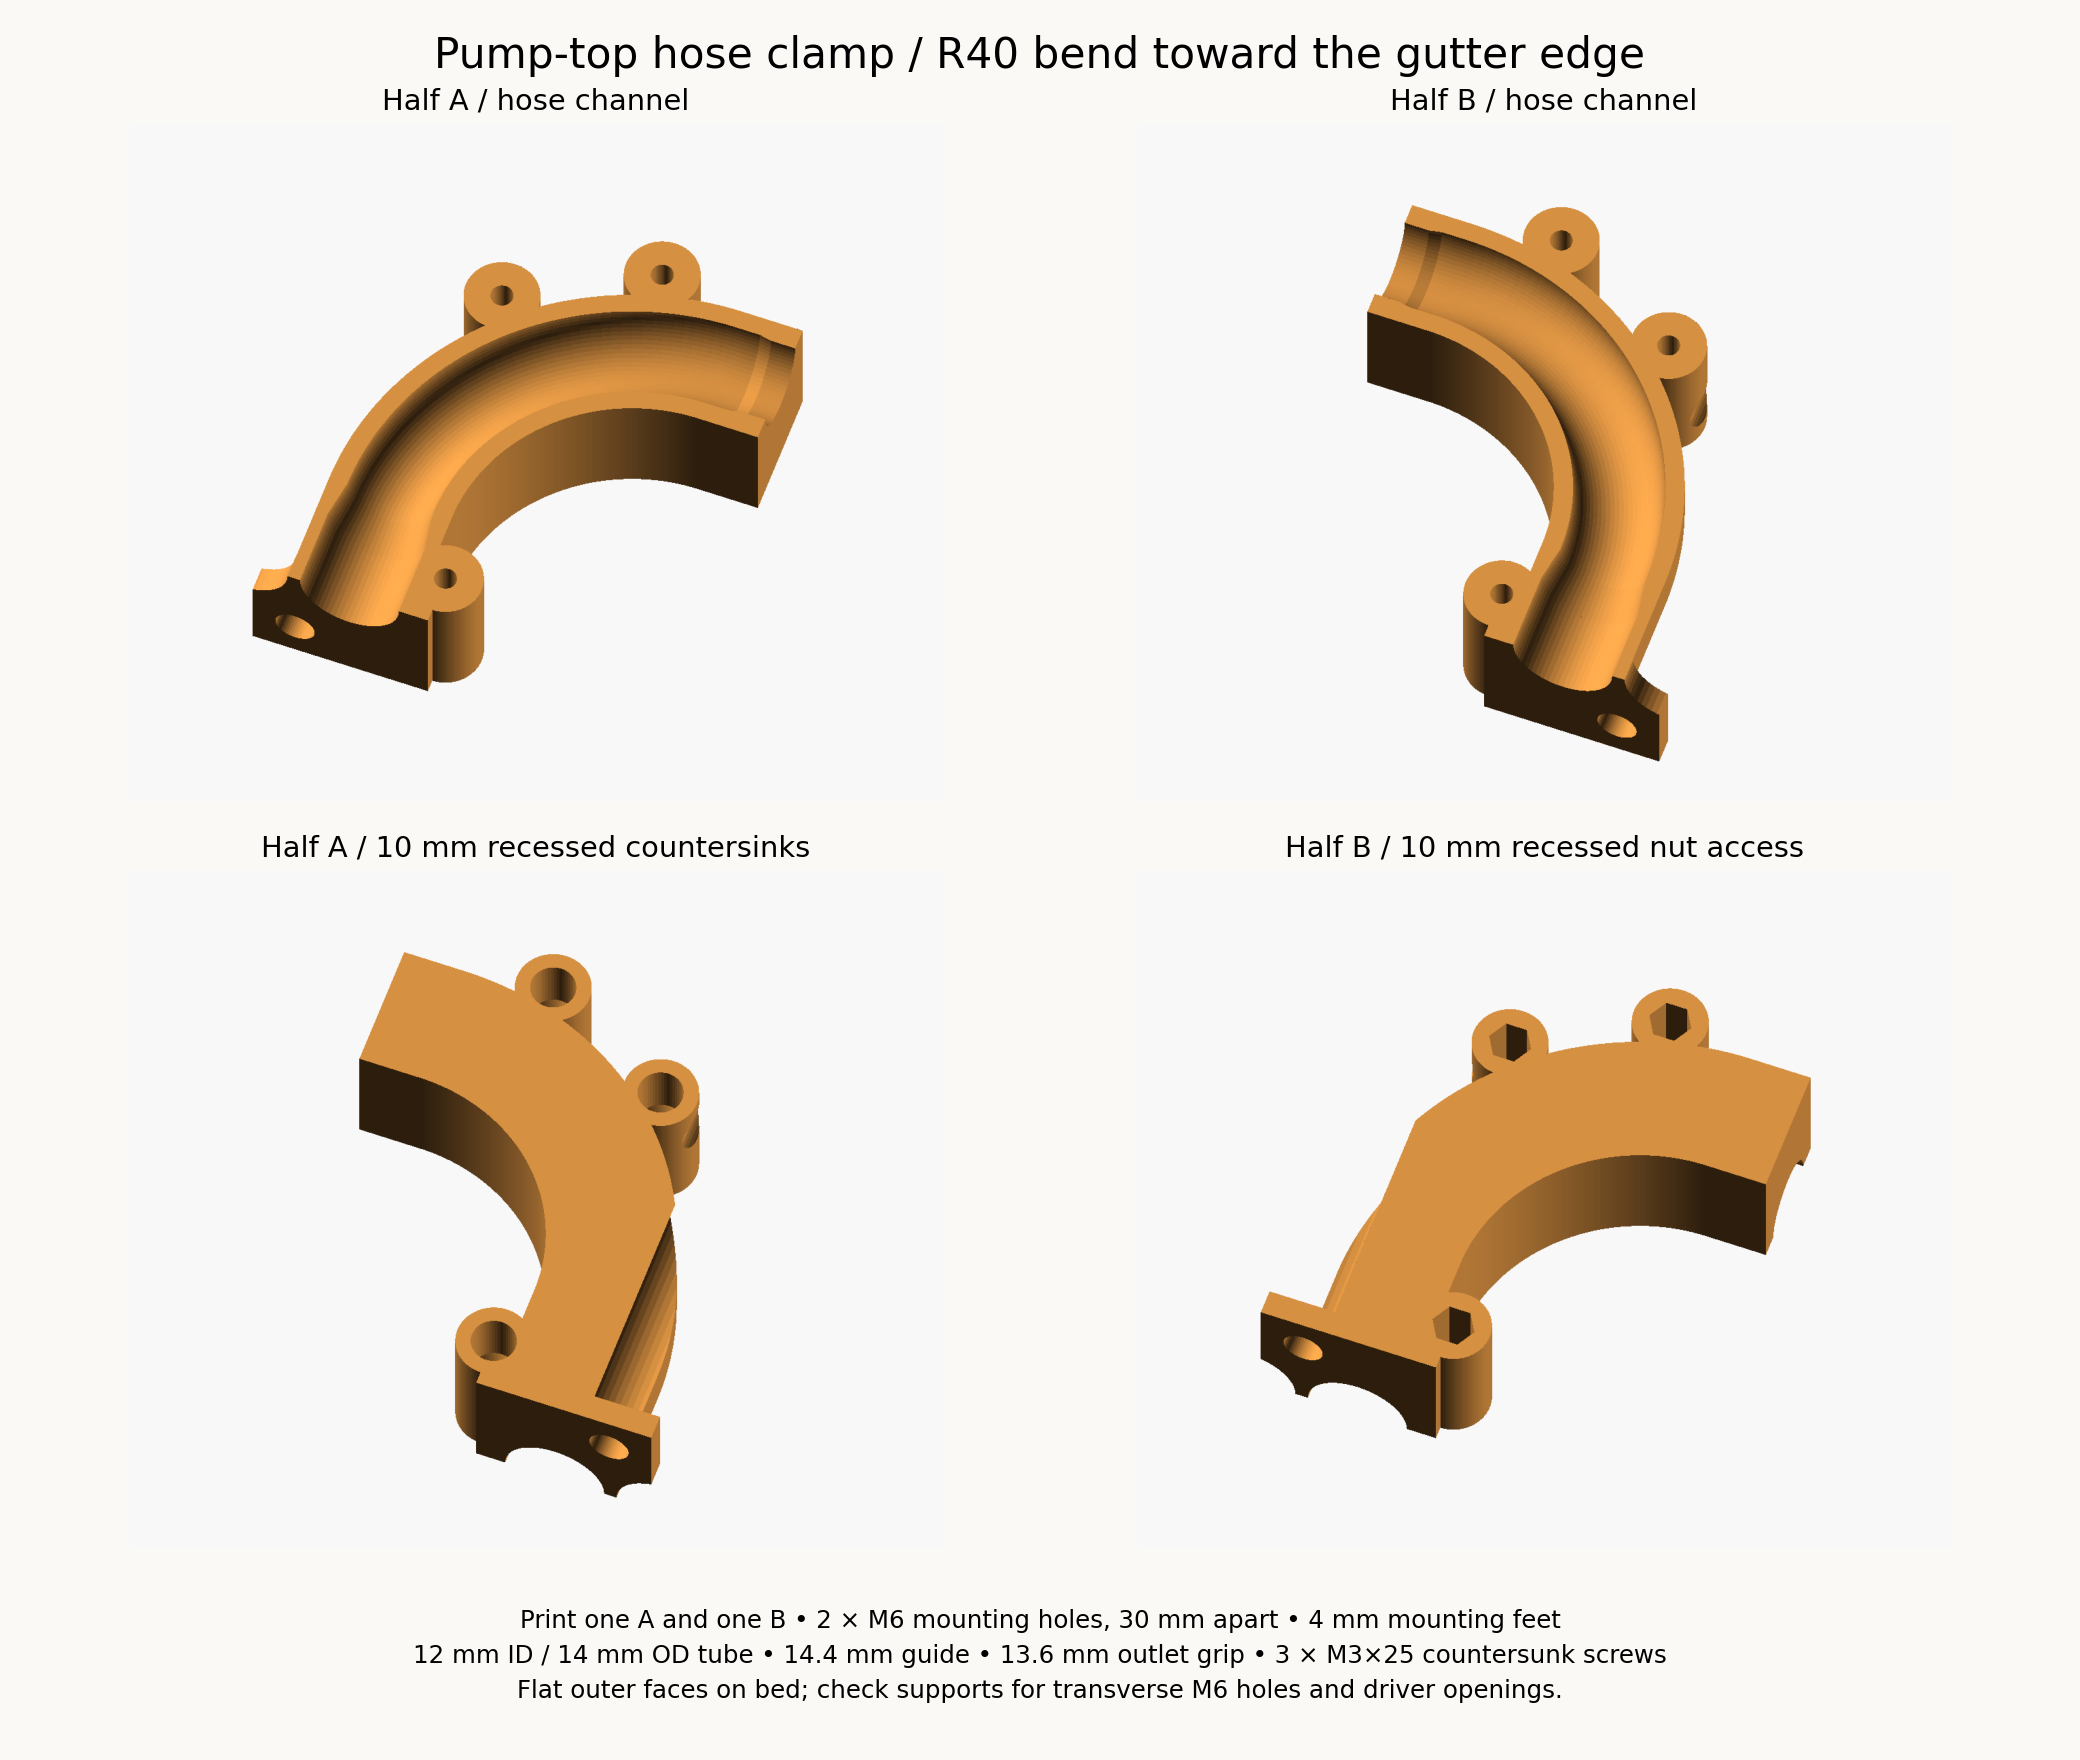 Pump-top hose clamp / R40 bend toward the gutter edge
Half A / hose channel
Half B / hose channel
Half A / 10 mm recessed countersinks
Half B / 10 mm recessed nut access
Print one A and one B • 2 × M6 mounting holes, 30 mm apart • 4 mm mounting feet
12 mm ID / 14 mm OD tube • 14.4 mm guide • 13.6 mm outlet grip • 3 × M3×25 countersunk screws
Flat outer faces on bed; check supports for transverse M6 holes and driver openings.